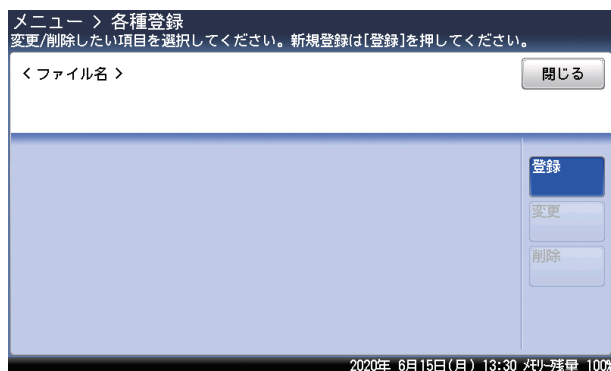 メニュー > 各種登録
変更/削除したい項目を選択してください。新規登録は[登録]を押してください。
<ファイル名>
閉じる
登録
変更
削除
2020年 6月15日(月) 13:30 メモリー残量 100%